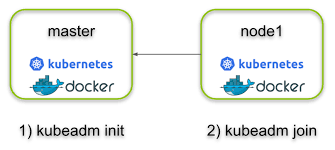 master
node1
kubernetes
kubernetes
docker
docker
1) kubeadm init
2) kubeadm join